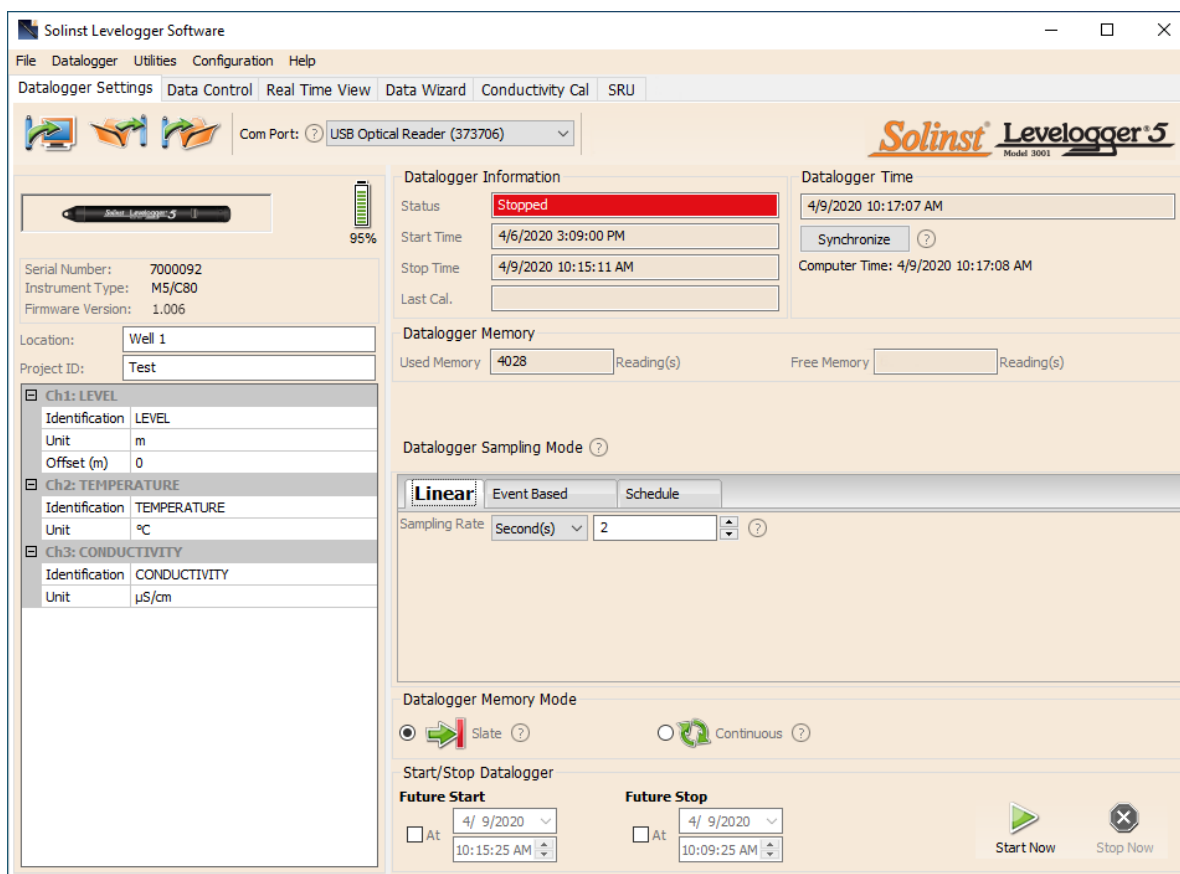 Solinst Levelogger Software
File Datalogger Utilities Configuration Help
Datalogger Settings Data Control Real Time View Data Wizard Conductivity Cal SRU
Com Port: ? USB Optical Reader (373706)
Solinst® Levelogger® 5
Model 3001
Solinst Levelogger 5
95%
Serial Number: 7000092
Instrument Type: M5/C80
Firmware Version: 1.006
Location: Well 1
Project ID: Test
Ch1: LEVEL
Identification LEVEL
Unit m
Offset (m) 0
Ch2: TEMPERATURE
Identification TEMPERATURE
Unit ºC
Ch3: CONDUCTIVITY
Identification CONDUCTIVITY
Unit µS/cm
Datalogger Information
Status Stopped
Start Time 4/6/2020 3:09:00 PM
Stop Time 4/9/2020 10:15:11 AM
Last Cal.
Datalogger Time
4/9/2020 10:17:07 AM
Synchronize ?
Computer Time: 4/9/2020 10:17:08 AM
Datalogger Memory
Used Memory 4028 Reading(s) Free Memory Reading(s)
Datalogger Sampling Mode ?
Linear Event Based Schedule
Sampling Rate Second(s) 2 ?
Datalogger Memory Mode
Slate ? Continuous ?
Start/Stop Datalogger
Future Start Future Stop
At 4/ 9/2020 At 4/ 9/2020
10:15:25 AM 10:09:25 AM
Start Now Stop Now